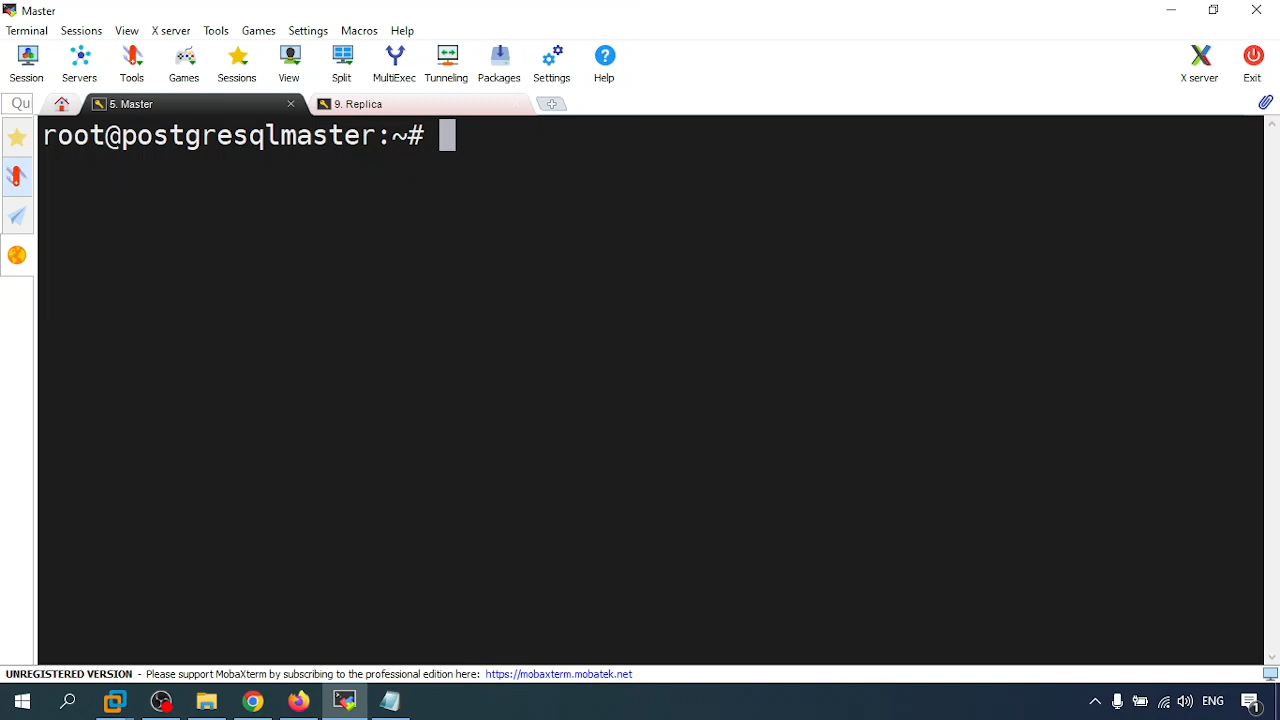 Master
Terminal Sessions View X server Tools Games Settings Macros Help
Session Servers Tools Games Sessions View Split MultiExec Tunneling Packages Settings Help X server Exit
Qu 5. Master 9. Replica
root@postgresqlmaster:~#
UNREGISTERED VERSION - Please support MobaXterm by subscribing to the professional edition here: https://mobaxterm.mobatek.net
ENG 1